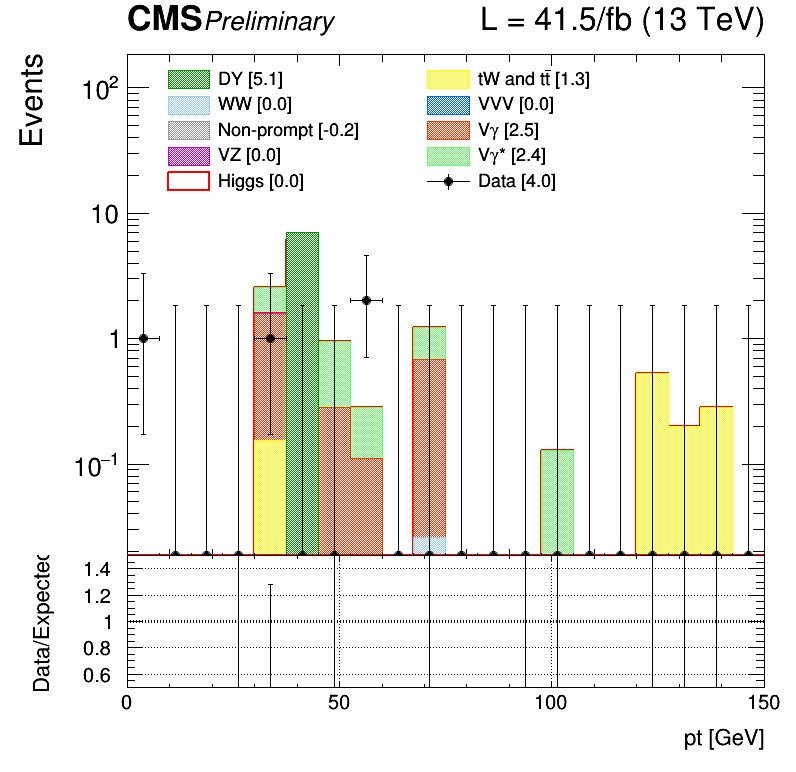 CMS Preliminary L = 41.5/fb (13 TeV)
Events
10²
10
1
10⁻¹
DY [5.1]
WW [0.0]
Non-prompt [-0.2]
VZ [0.0]
Higgs [0.0]
tW and tt̄ [1.3]
VVV [0.0]
Vγ [2.5]
Vγ* [2.4]
Data [4.0]
Data/Expected
1.4
1.2
1
0.8
0.6
0 50 100 150
pt [GeV]